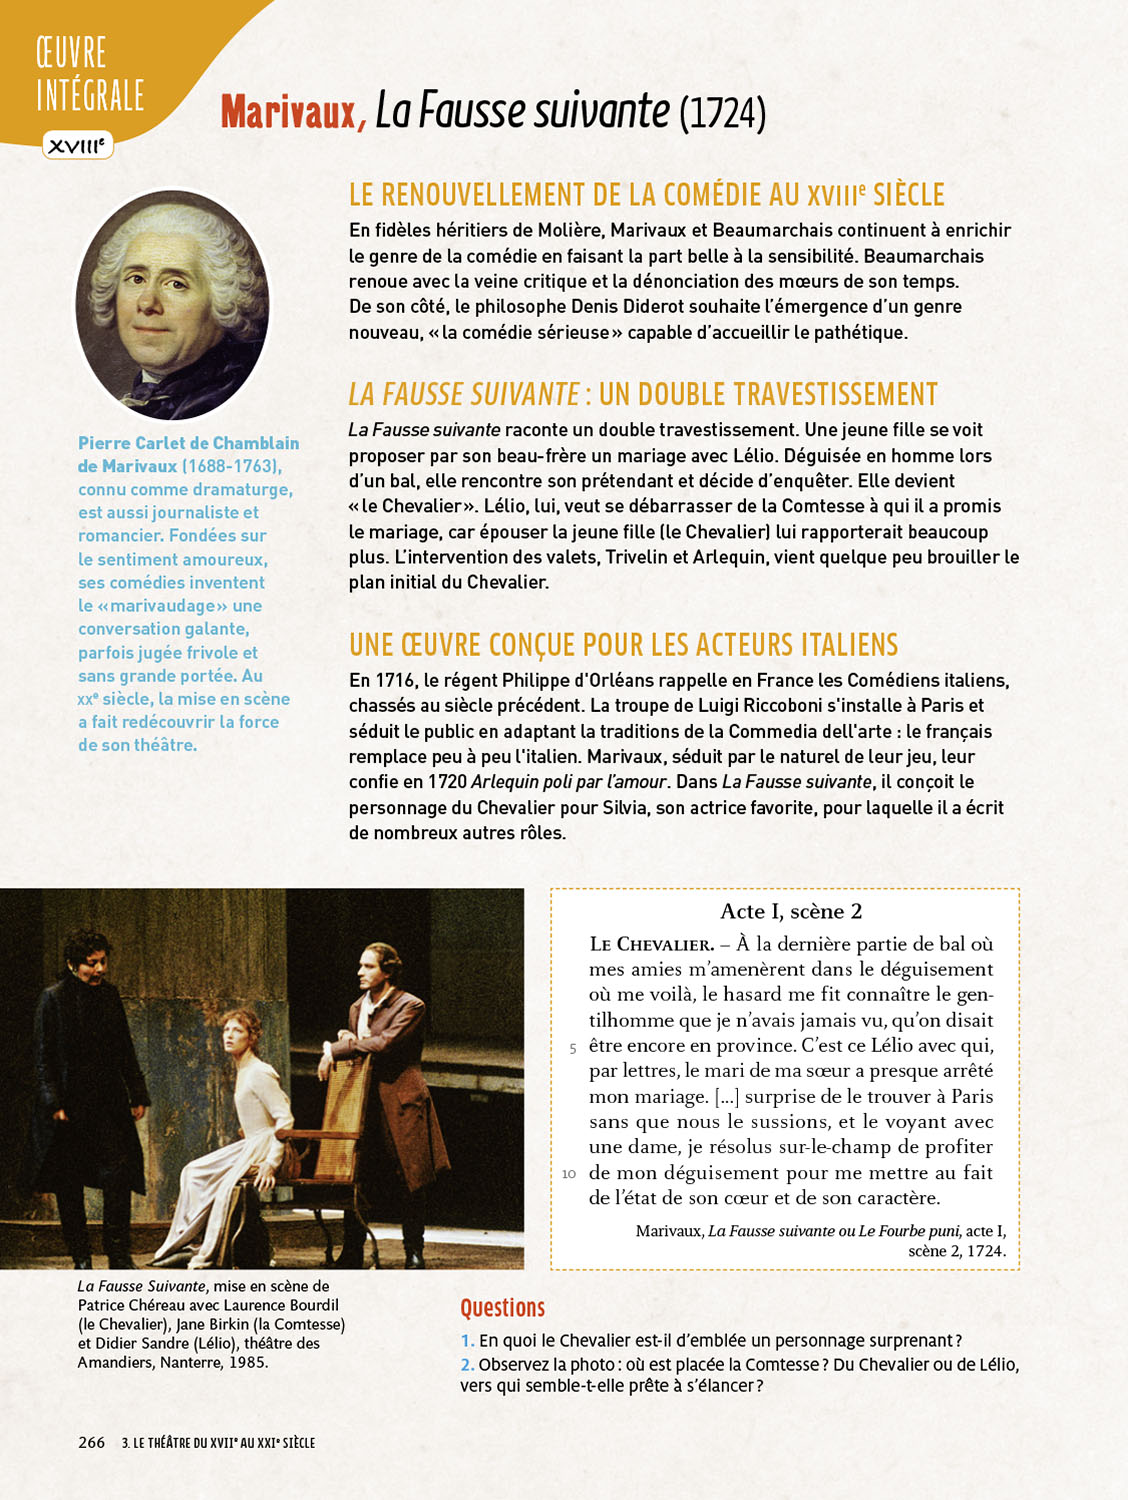 ŒUVRE
INTÉGRALE
XVIIIe
Marivaux, La Fausse suivante (1724)
LE RENOUVELLEMENT DE LA COMÉDIE AU XVIIIe SIÈCLE
En fidèles héritiers de Molière, Marivaux et Beaumarchais continuent à enrichir
le genre de la comédie en faisant la part belle à la sensibilité. Beaumarchais
renoue avec la veine critique et la dénonciation des mœurs de son temps.
De son côté, le philosophe Denis Diderot souhaite l’émergence d’un genre
nouveau, « la comédie sérieuse » capable d’accueillir le pathétique.
LA FAUSSE SUIVANTE : UN DOUBLE TRAVESTISSEMENT
La Fausse suivante raconte un double travestissement. Une jeune fille se voit
proposer par son beau-frère un mariage avec Lélio. Déguisée en homme lors
d’un bal, elle rencontre son prétendant et décide d’enquêter. Elle devient
« le Chevalier ». Lélio, lui, veut se débarrasser de la Comtesse à qui il a promis
le mariage, car épouser la jeune fille (le Chevalier) lui rapporterait beaucoup
plus. L’intervention des valets, Trivelin et Arlequin, vient quelque peu brouiller le
plan initial du Chevalier.
UNE ŒUVRE CONÇUE POUR LES ACTEURS ITALIENS
En 1716, le régent Philippe d'Orléans rappelle en France les Comédiens italiens,
chassés au siècle précédent. La troupe de Luigi Riccoboni s'installe à Paris et
séduit le public en adaptant la traditions de la Commedia dell'arte : le français
remplace peu à peu l'italien. Marivaux, séduit par le naturel de leur jeu, leur
confie en 1720 Arlequin poli par l’amour. Dans La Fausse suivante, il conçoit le
personnage du Chevalier pour Silvia, son actrice favorite, pour laquelle il a écrit
de nombreux autres rôles.
Pierre Carlet de Chamblain
de Marivaux (1688-1763),
connu comme dramaturge,
est aussi journaliste et
romancier. Fondées sur
le sentiment amoureux,
ses comédies inventent
le « marivaudage » une
conversation galante,
parfois jugée frivole et
sans grande portée. Au
XXe siècle, la mise en scène
a fait redécouvrir la force
de son théâtre.
Acte I, scène 2
LE CHEVALIER. – À la dernière partie de bal où
mes amies m’amenèrent dans le déguisement
où me voilà, le hasard me fit connaître le gen-
tilhomme que je n’avais jamais vu, qu’on disait
5 être encore en province. C’est ce Lélio avec qui,
par lettres, le mari de ma sœur a presque arrêté
mon mariage. [...] surprise de le trouver à Paris
sans que nous le sussions, et le voyant avec
une dame, je résolus sur-le-champ de profiter
10 de mon déguisement pour me mettre au fait
de l’état de son cœur et de son caractère.
Marivaux, La Fausse suivante ou Le Fourbe puni, acte I,
scène 2, 1724.
La Fausse Suivante, mise en scène de
Patrice Chéreau avec Laurence Bourdil
(le Chevalier), Jane Birkin (la Comtesse)
et Didier Sandre (Lélio), théâtre des
Amandiers, Nanterre, 1985.
Questions
1. En quoi le Chevalier est-il d’emblée un personnage surprenant ?
2. Observez la photo : où est placée la Comtesse ? Du Chevalier ou de Lélio,
vers qui semble-t-elle prête à s’élancer ?
266 3. LE THÉÂTRE DU XVIIe AU XXIe SIÈCLE